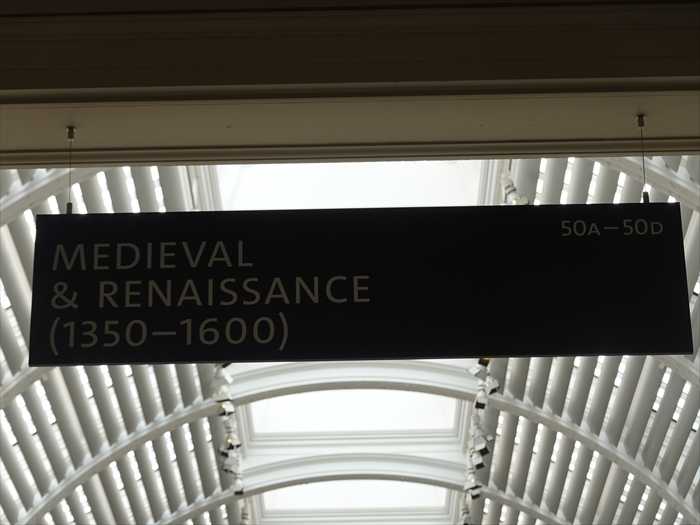 MEDIEVAL
& RENAISSANCE
(1350–1600)
50A–50D